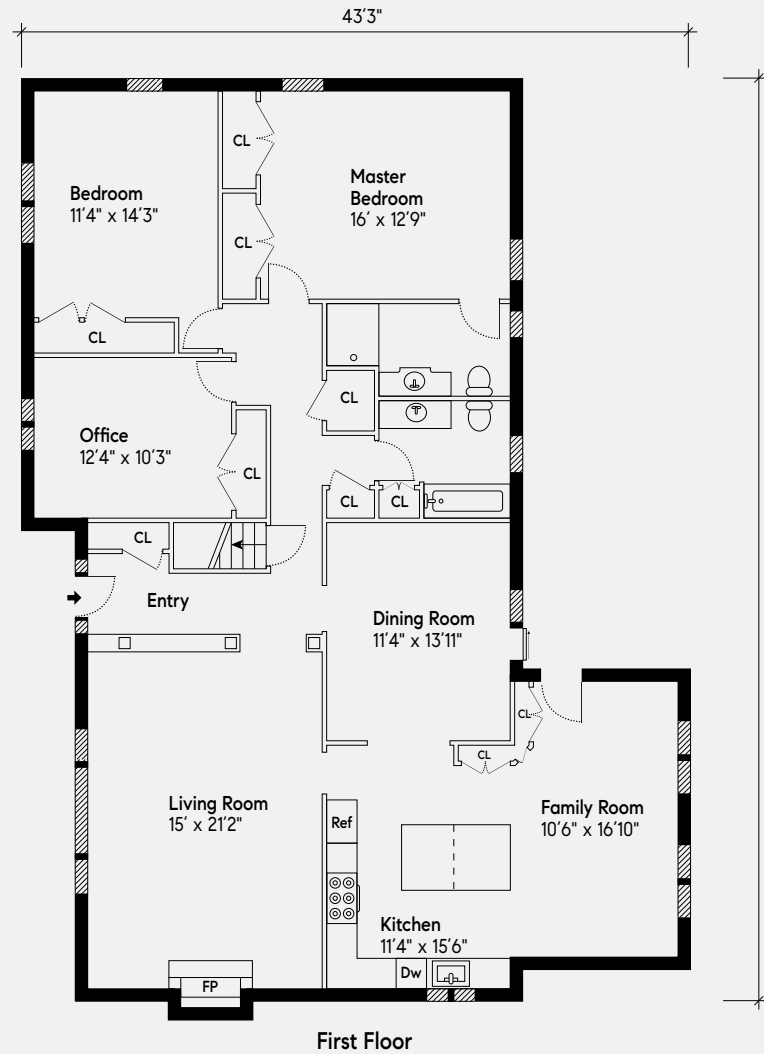 43'3"
CL
Bedroom
11'4" x 14'3"
Master
Bedroom
16' x 12'9"
CL
CL
CL
Office
12'4" x 10'3"
CL
CL
CL
CL
CL
Entry
Dining Room
11'4" x 13'11"
CL
CL
Living Room
15' x 21'2"
Ref
Family Room
10'6" x 16'10"
Kitchen
11'4" x 15'6"
Dw
FP
First Floor